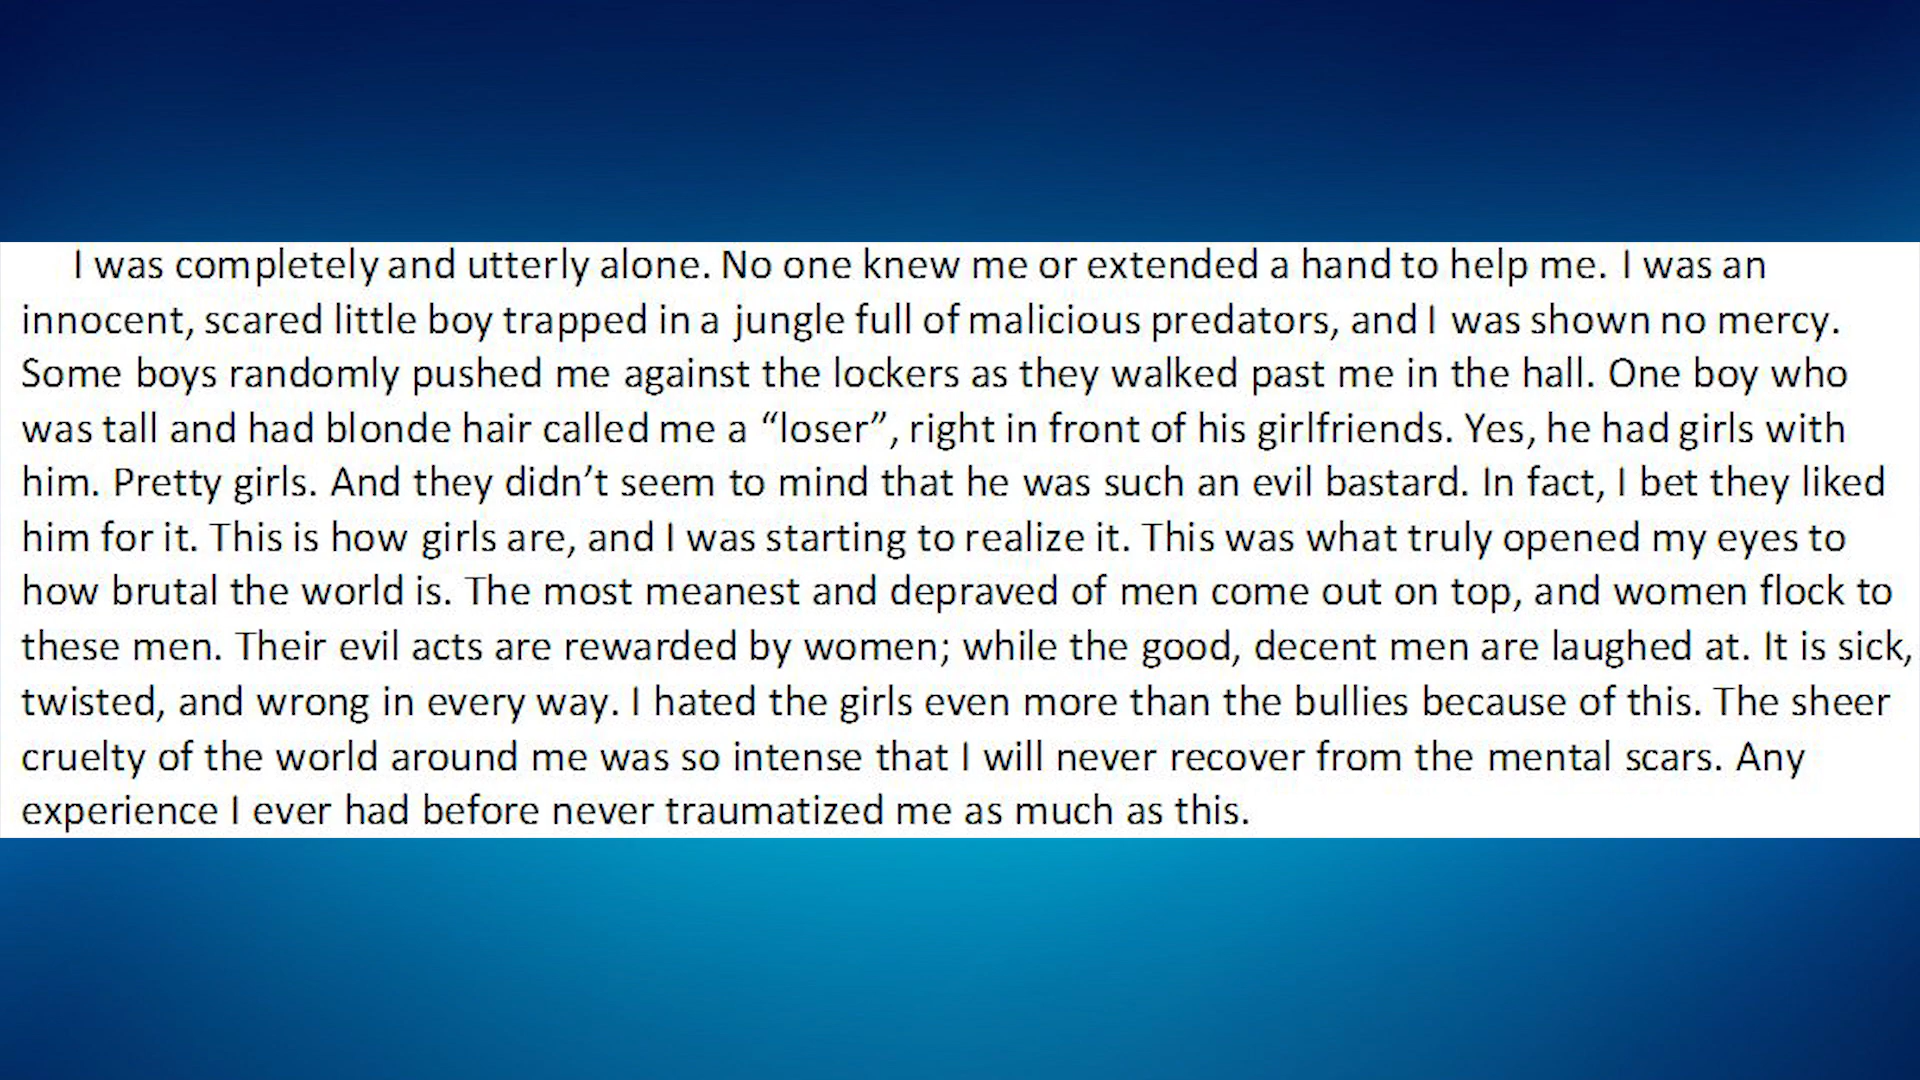 I was completely and utterly alone. No one knew me or extended a hand to help me. I was an
innocent, scared little boy trapped in a jungle full of malicious predators, and I was shown no mercy.
Some boys randomly pushed me against the lockers as they walked past me in the hall. One boy who
was tall and had blonde hair called me a “loser”, right in front of his girlfriends. Yes, he had girls with
him. Pretty girls. And they didn’t seem to mind that he was such an evil bastard. In fact, I bet they liked
him for it. This is how girls are, and I was starting to realize it. This was what truly opened my eyes to
how brutal the world is. The most meanest and depraved of men come out on top, and women flock to
these men. Their evil acts are rewarded by women; while the good, decent men are laughed at. It is sick,
twisted, and wrong in every way. I hated the girls even more than the bullies because of this. The sheer
cruelty of the world around me was so intense that I will never recover from the mental scars. Any
experience I ever had before never traumatized me as much as this.